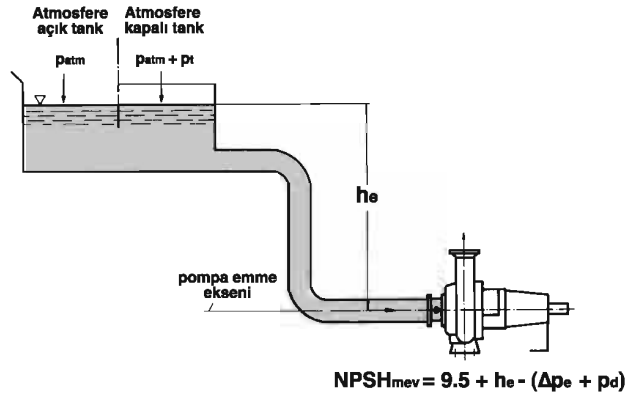 Atmosfere
açık tank
Patm
Atmosfere
kapalı tank
Patm + Pt
he
pompa emme
ekseni
NPSHmev = 9.5 + he - (Δpe + pd)